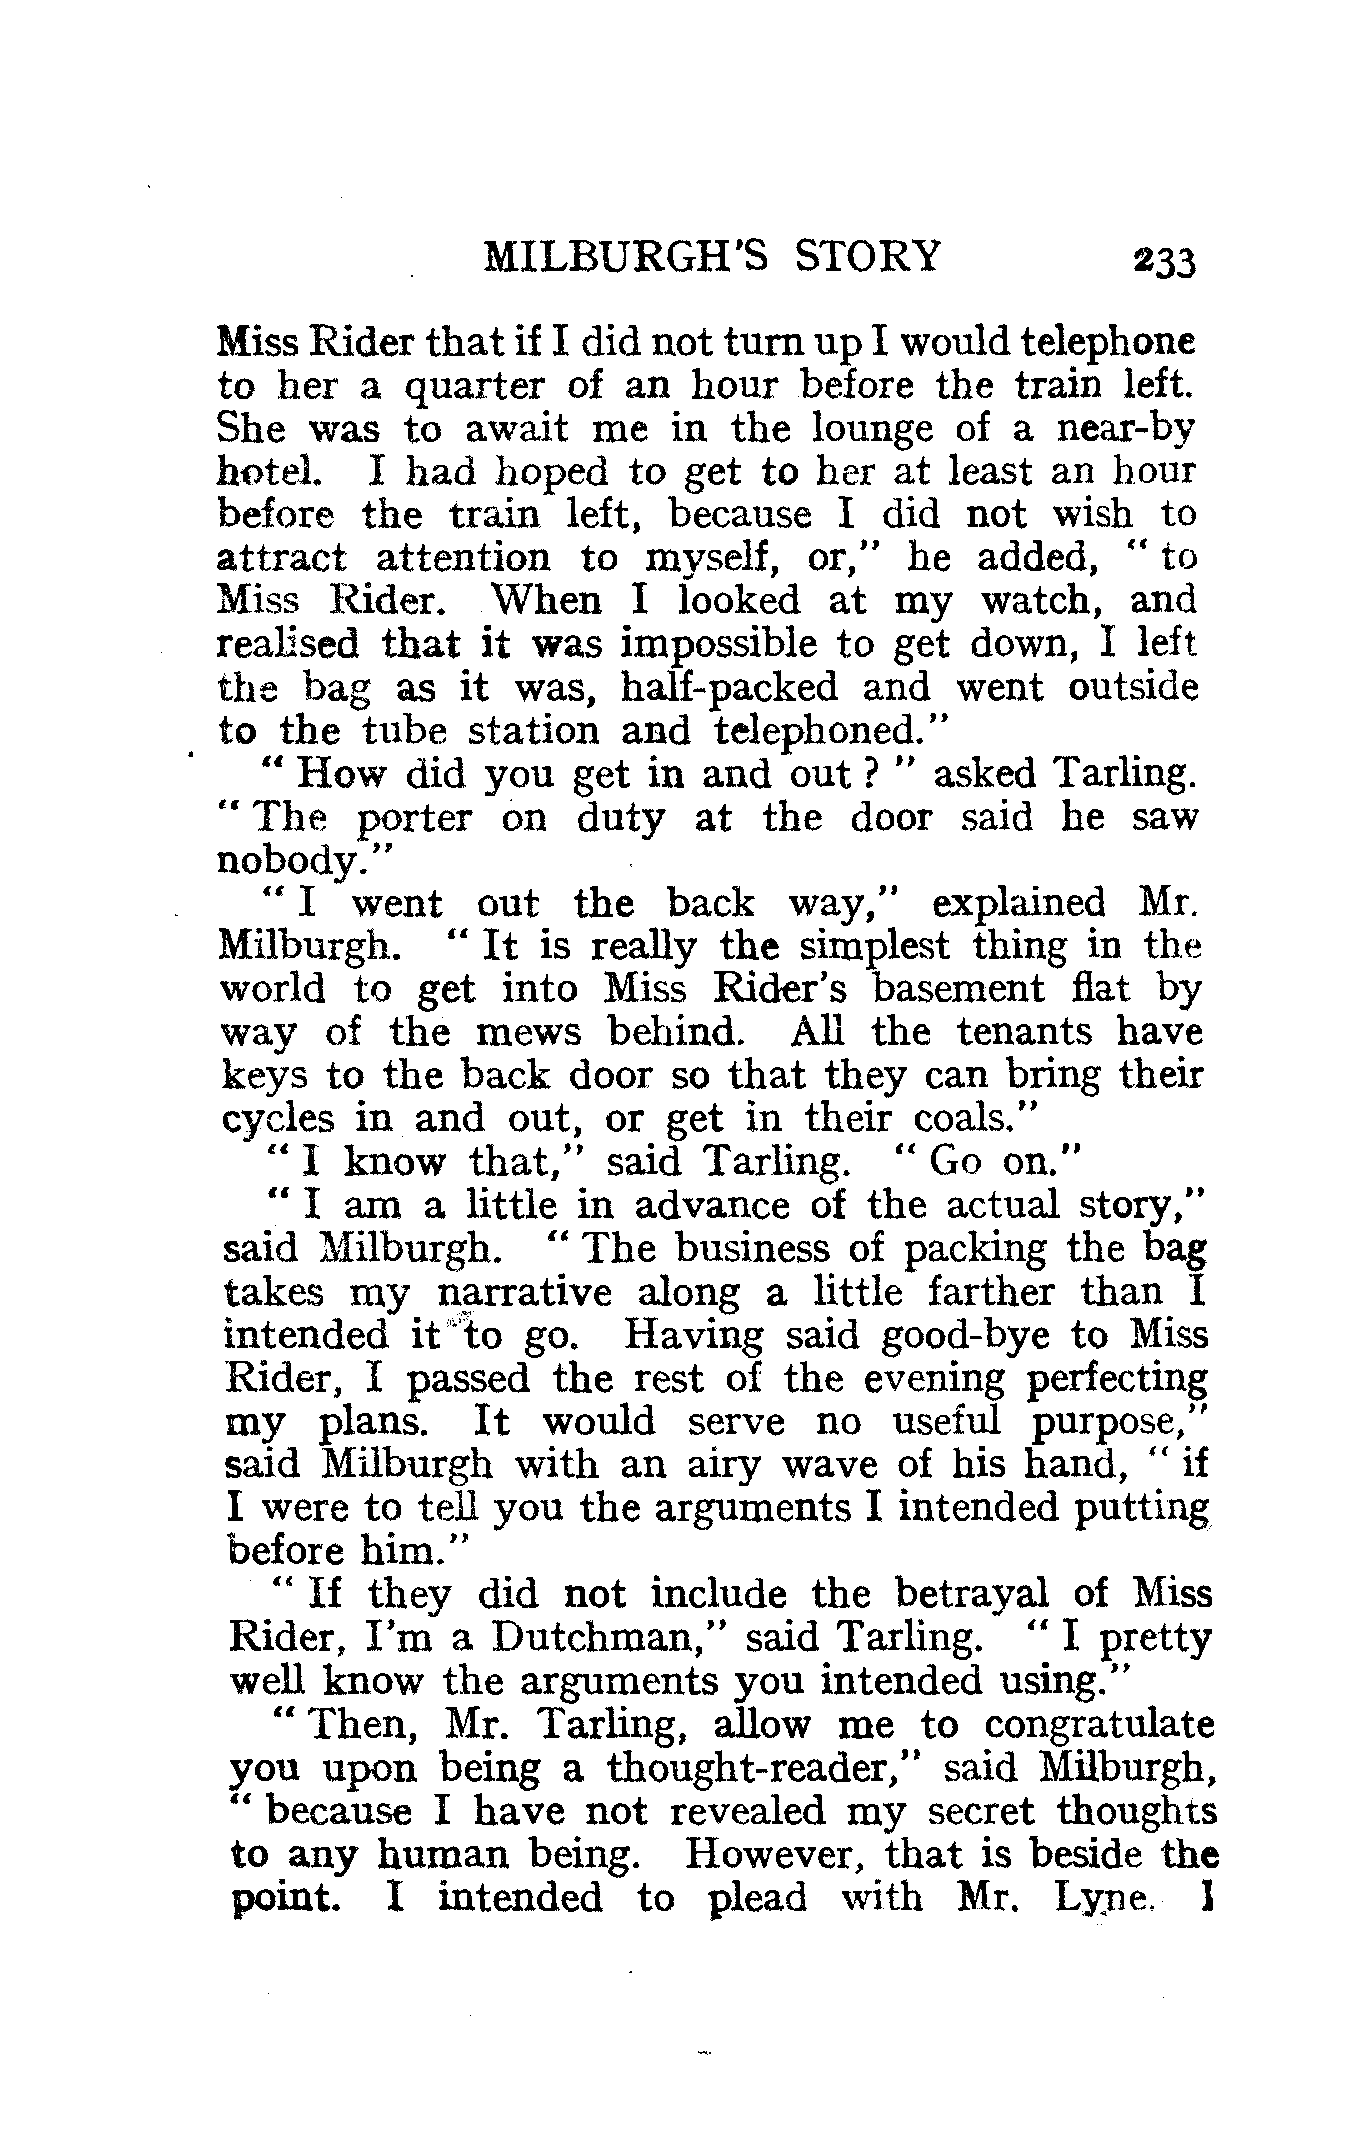 MILBURGH'S STORY 233
Miss Rider that if I did not turn up I would telephone
to her a quarter of an hour before the train left.
She was to await me in the lounge of a near-by
hotel. I had hoped to get to her at least an hour
before the train left, because I did not wish to
attract attention to myself, or," he added, "to
Miss Rider. When I looked at my watch, and
realised that it was impossible to get down, I left
the bag as it was, half-packed and went outside
to the tube station and telephoned."
"How did you get in and out?" asked Tarling.
"The porter on duty at the door said he saw
nobody."
"I went out the back way," explained Mr.
Milburgh. "It is really the simplest thing in the
world to get into Miss Rider's basement flat by
way of the mews behind. All the tenants have
keys to the back door so that they can bring their
cycles in and out, or get in their coals."
"I know that," said Tarling. "Go on."
"I am a little in advance of the actual story,"
said Milburgh. "The business of packing the bag
takes my narrative along a little farther than I
intended it to go. Having said good-bye to Miss
Rider, I passed the rest of the evening perfecting
my plans. It would serve no useful purpose,"
said Milburgh with an airy wave of his hand, "if
I were to tell you the arguments I intended putting
before him."
"If they did not include the betrayal of Miss
Rider, I'm a Dutchman," said Tarling. "I pretty
well know the arguments you intended using."
"Then, Mr. Tarling, allow me to congratulate
you upon being a thought-reader," said Milburgh,
"because I have not revealed my secret thoughts
to any human being. However, that is beside the
point. I intended to plead with Mr. Lyne. I